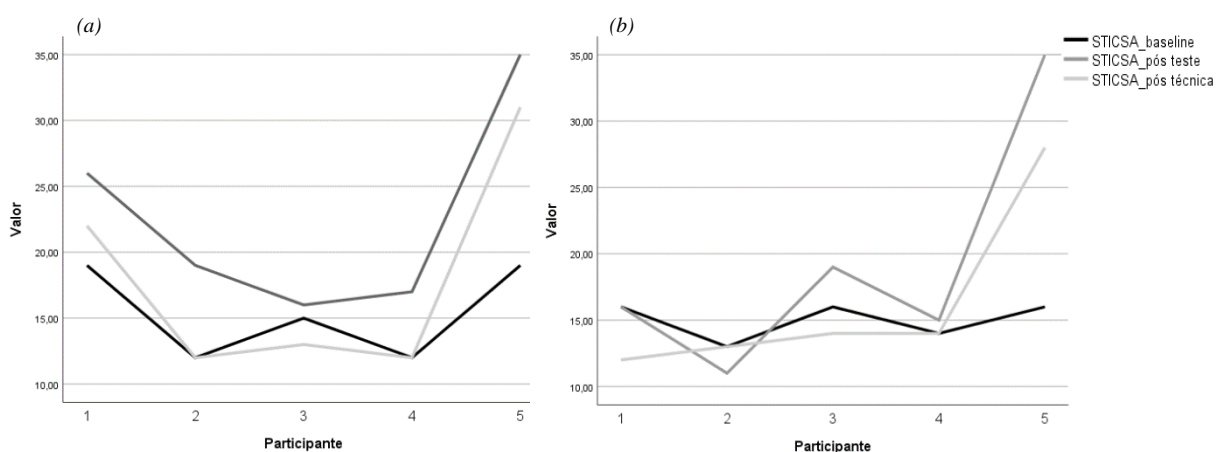 (a)
35,00
30,00
25,00
20,00
15,00
10,00
Valor
1 2 3 4 5
Participante
(b)
35,00
30,00
25,00
20,00
15,00
10,00
Valor
1 2 3 4 5
Participante
STICSA_baseline
STICSA_pós teste
STICSA_pós técnica